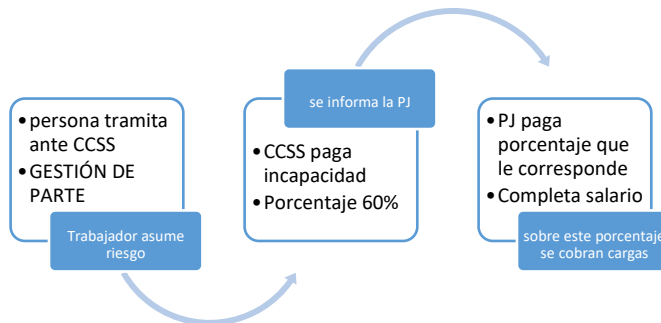 • persona tramita
ante CCSS
• GESTIÓN DE
PARTE
Trabajador asume
riesgo
se informa la PJ
• CCSS paga
incapacidad
• Porcentaje 60%
• PJ paga
porcentaje que
le corresponde
• Completa salario
sobre este porcentaje
se cobran cargas